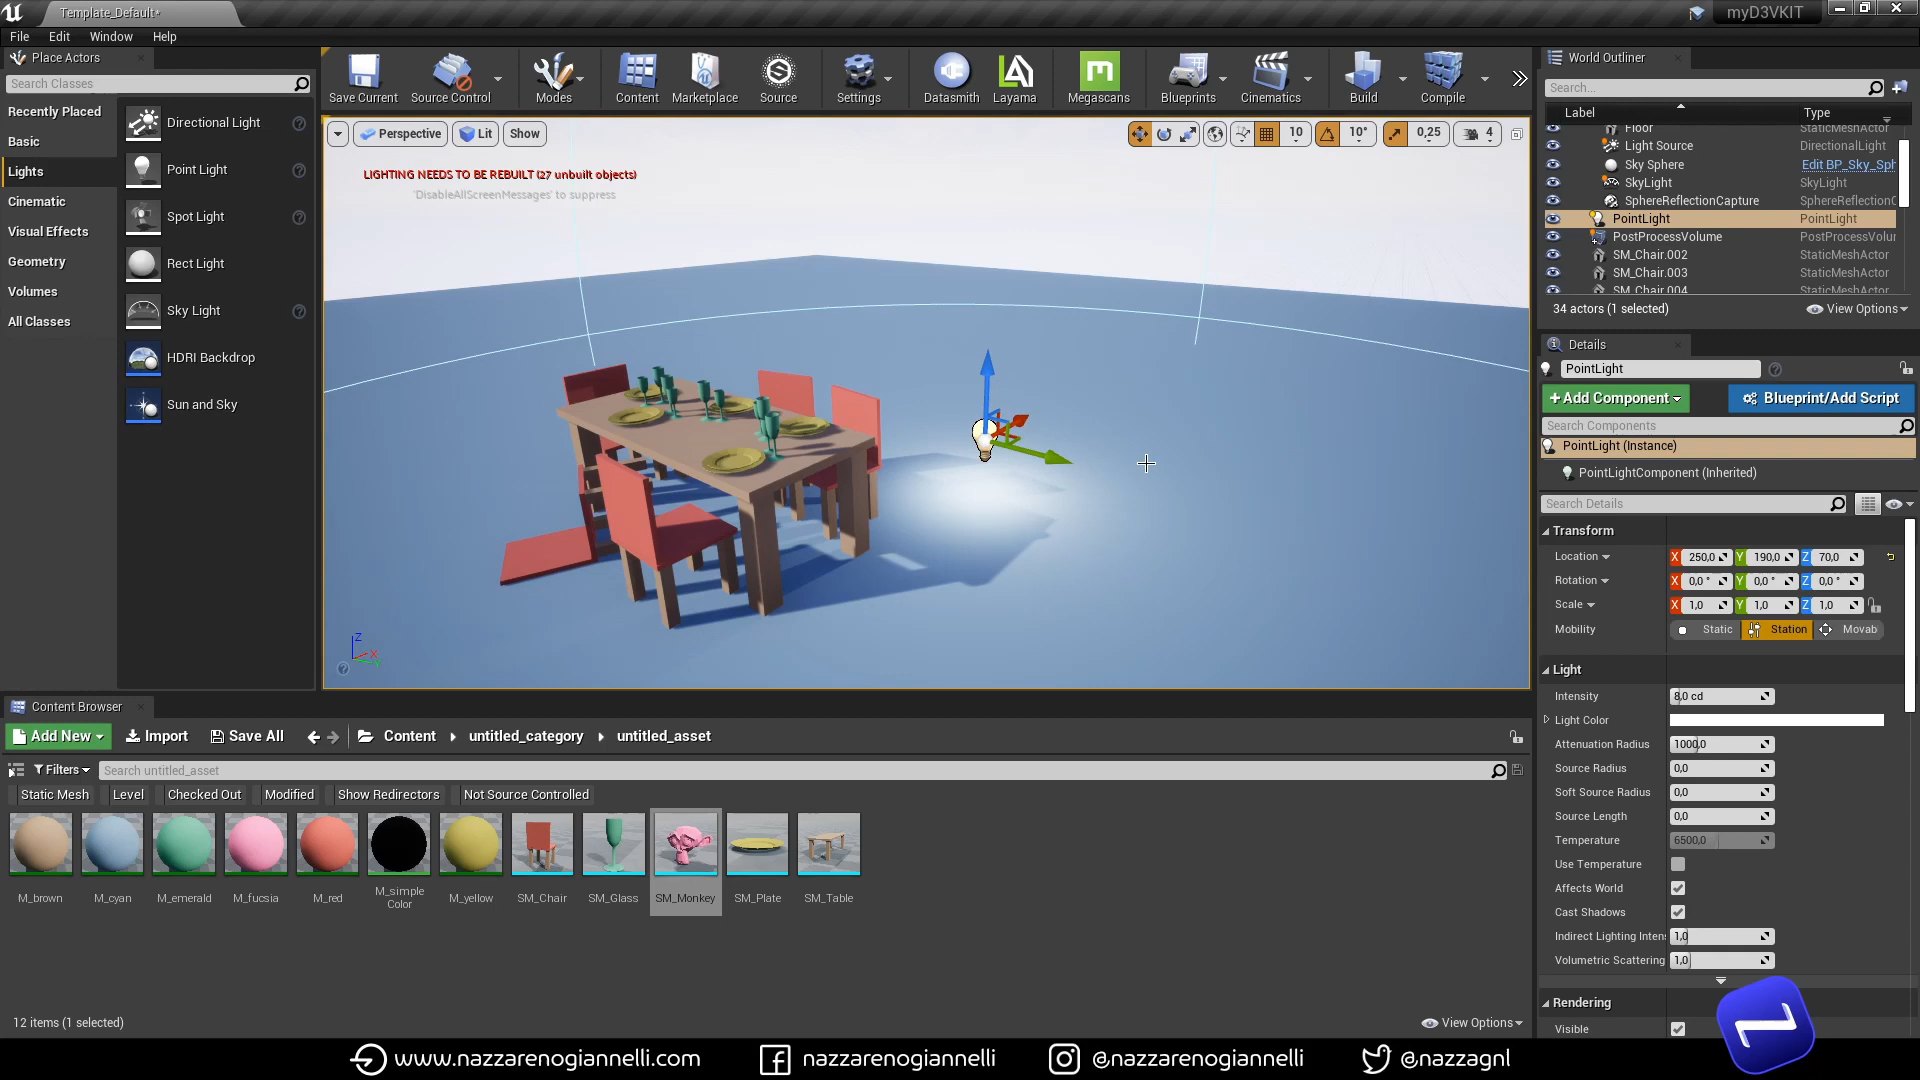 Template_Default*
myD3VKIT
File Edit Window Help
Place Actors
Search Classes
Recently Placed
Basic
Lights
Cinematic
Visual Effects
Geometry
Volumes
All Classes
Directional Light
Point Light
Spot Light
Rect Light
Sky Light
HDRI Backdrop
Sun and Sky
Save Current Source Control Modes Content Marketplace Source Settings Datasmith Layama Megascans Blueprints Cinematics Build Compile
Perspective Lit Show
10 10° 0,25 4
LIGHTING NEEDS TO BE REBUILT (27 unbuilt objects)
'DisableAllScreenMessages' to suppress
Z
X
World Outliner
Search...
Label Type
Floor StaticMeshActor
Light Source DirectionalLight
Sky Sphere Edit BP_Sky_Sph
SkyLight SkyLight
SphereReflectionCapture SphereReflectionC
PointLight PointLight
PostProcessVolume PostProcessVolur
SM_Chair.002 StaticMeshActor
SM_Chair.003 StaticMeshActor
SM_Chair.004 StaticMeshActor
34 actors (1 selected) View Options
Details
PointLight
+Add Component Blueprint/Add Script
Search Components
PointLight (Instance)
PointLightComponent (Inherited)
Search Details
Transform
Location X 250,0 Y 190,0 Z 70,0
Rotation X 0,0 ° Y 0,0 ° Z 0,0 °
Scale X 1,0 Y 1,0 Z 1,0
Mobility Static Station Movab
Light
Intensity 8,0 cd
Light Color
Attenuation Radius 1000,0
Source Radius 0,0
Soft Source Radius 0,0
Source Length 0,0
Temperature 6500,0
Use Temperature
Affects World
Cast Shadows
Indirect Lighting Inten 1,0
Volumetric Scattering 1,0
Rendering
Visible
Content Browser
Add New Import Save All Content untitled_category untitled_asset
Filters Search untitled_asset
Static Mesh Level Checked Out Modified Show Redirectors Not Source Controlled
M_brown M_cyan M_emerald M_fucsia M_red M_simple Color M_yellow SM_Chair SM_Glass SM_Monkey SM_Plate SM_Table
12 items (1 selected) View Options
www.nazzarenogiannelli.com nazzarenogiannelli @nazzarenogiannelli @nazzagnl